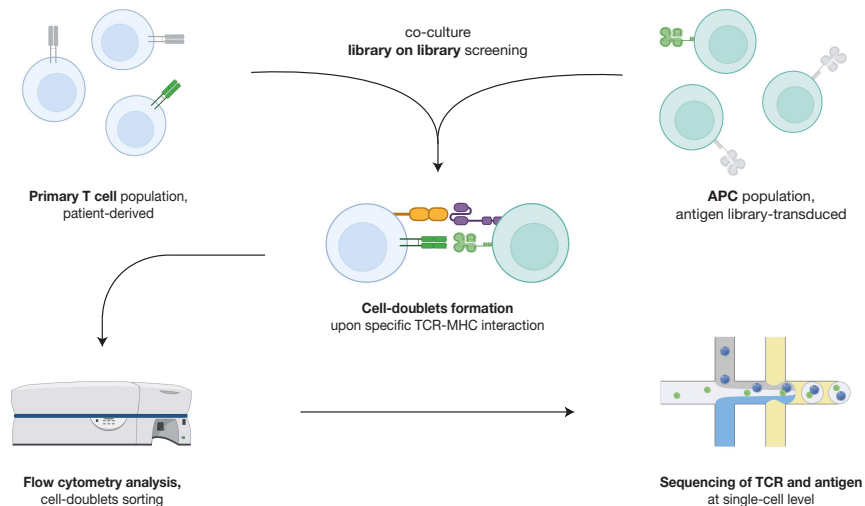 co-culture
library on library screening
Primary T cell population,
patient-derived
APC population,
antigen library-transduced
Cell-doublets formation
upon specific TCR-MHC interaction
Flow cytometry analysis,
cell-doublets sorting
Sequencing of TCR and antigen
at single-cell level